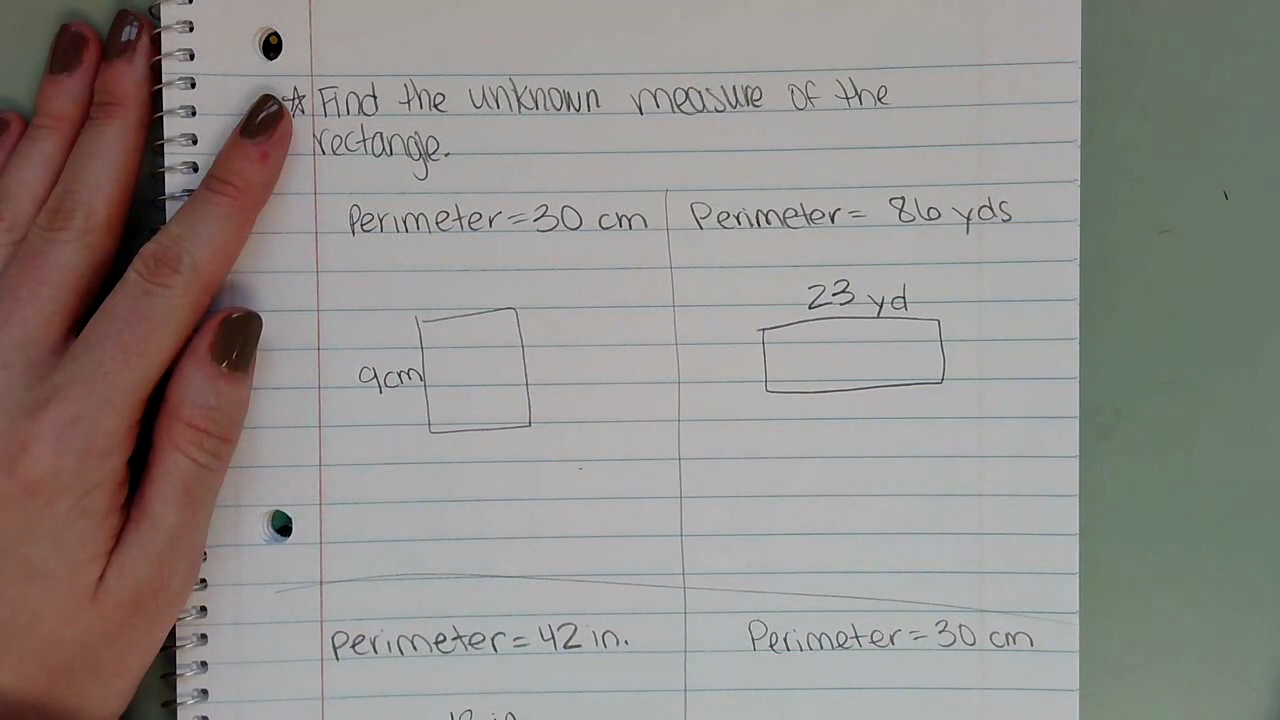 ☆ Find the unknown measure of the
rectange.
Perimeter = 30 cm
9cm
Perimeter = 86 yds
23 yd
perimeter = 42 in.
Perimeter = 30 cm